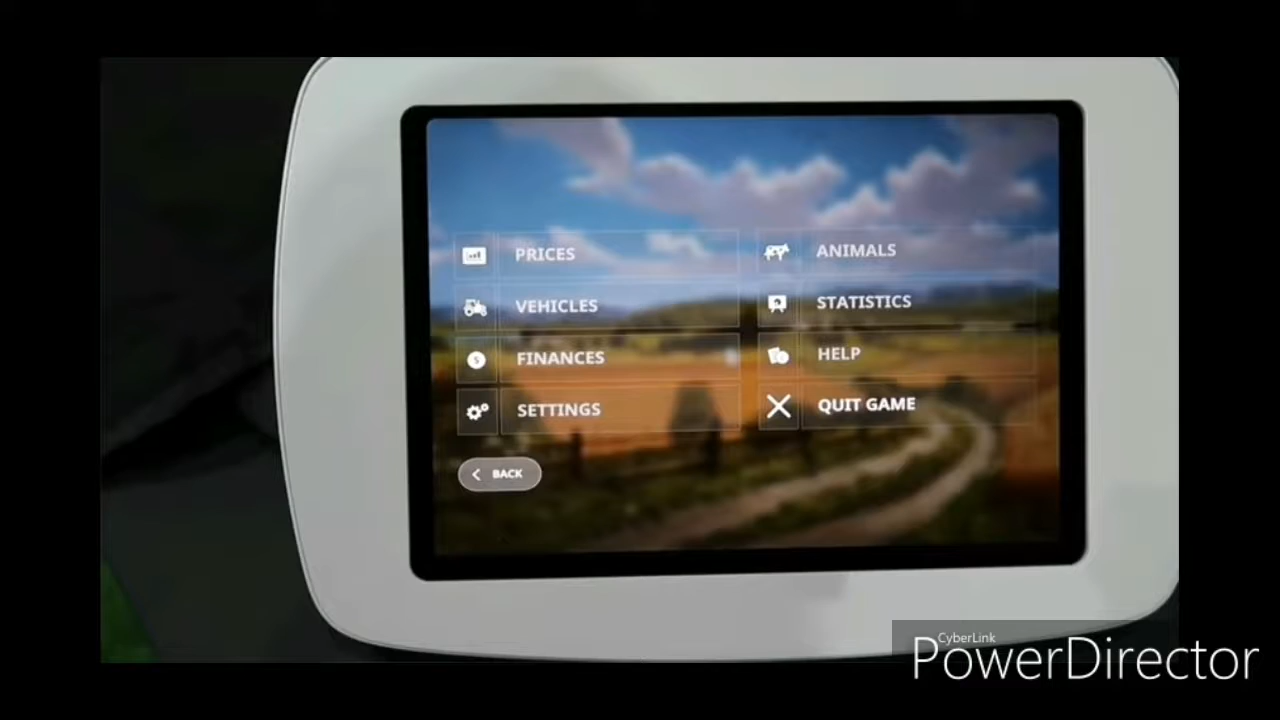 PRICES
VEHICLES
FINANCES
SETTINGS
ANIMALS
STATISTICS
HELP
QUIT GAME
BACK
CyberLink
PowerDirector